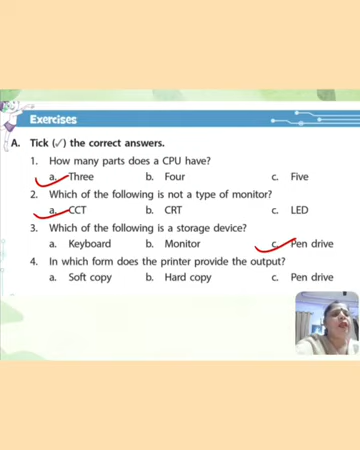 Exercises
A. Tick (✓) the correct answers.
1. How many parts does a CPU have?
a. Three b. Four c. Five
2. Which of the following is not a type of monitor?
a. CCT b. CRT c. LED
3. Which of the following is a storage device?
a. Keyboard b. Monitor c. Pen drive
4. In which form does the printer provide the output?
a. Soft copy b. Hard copy c. Pen drive